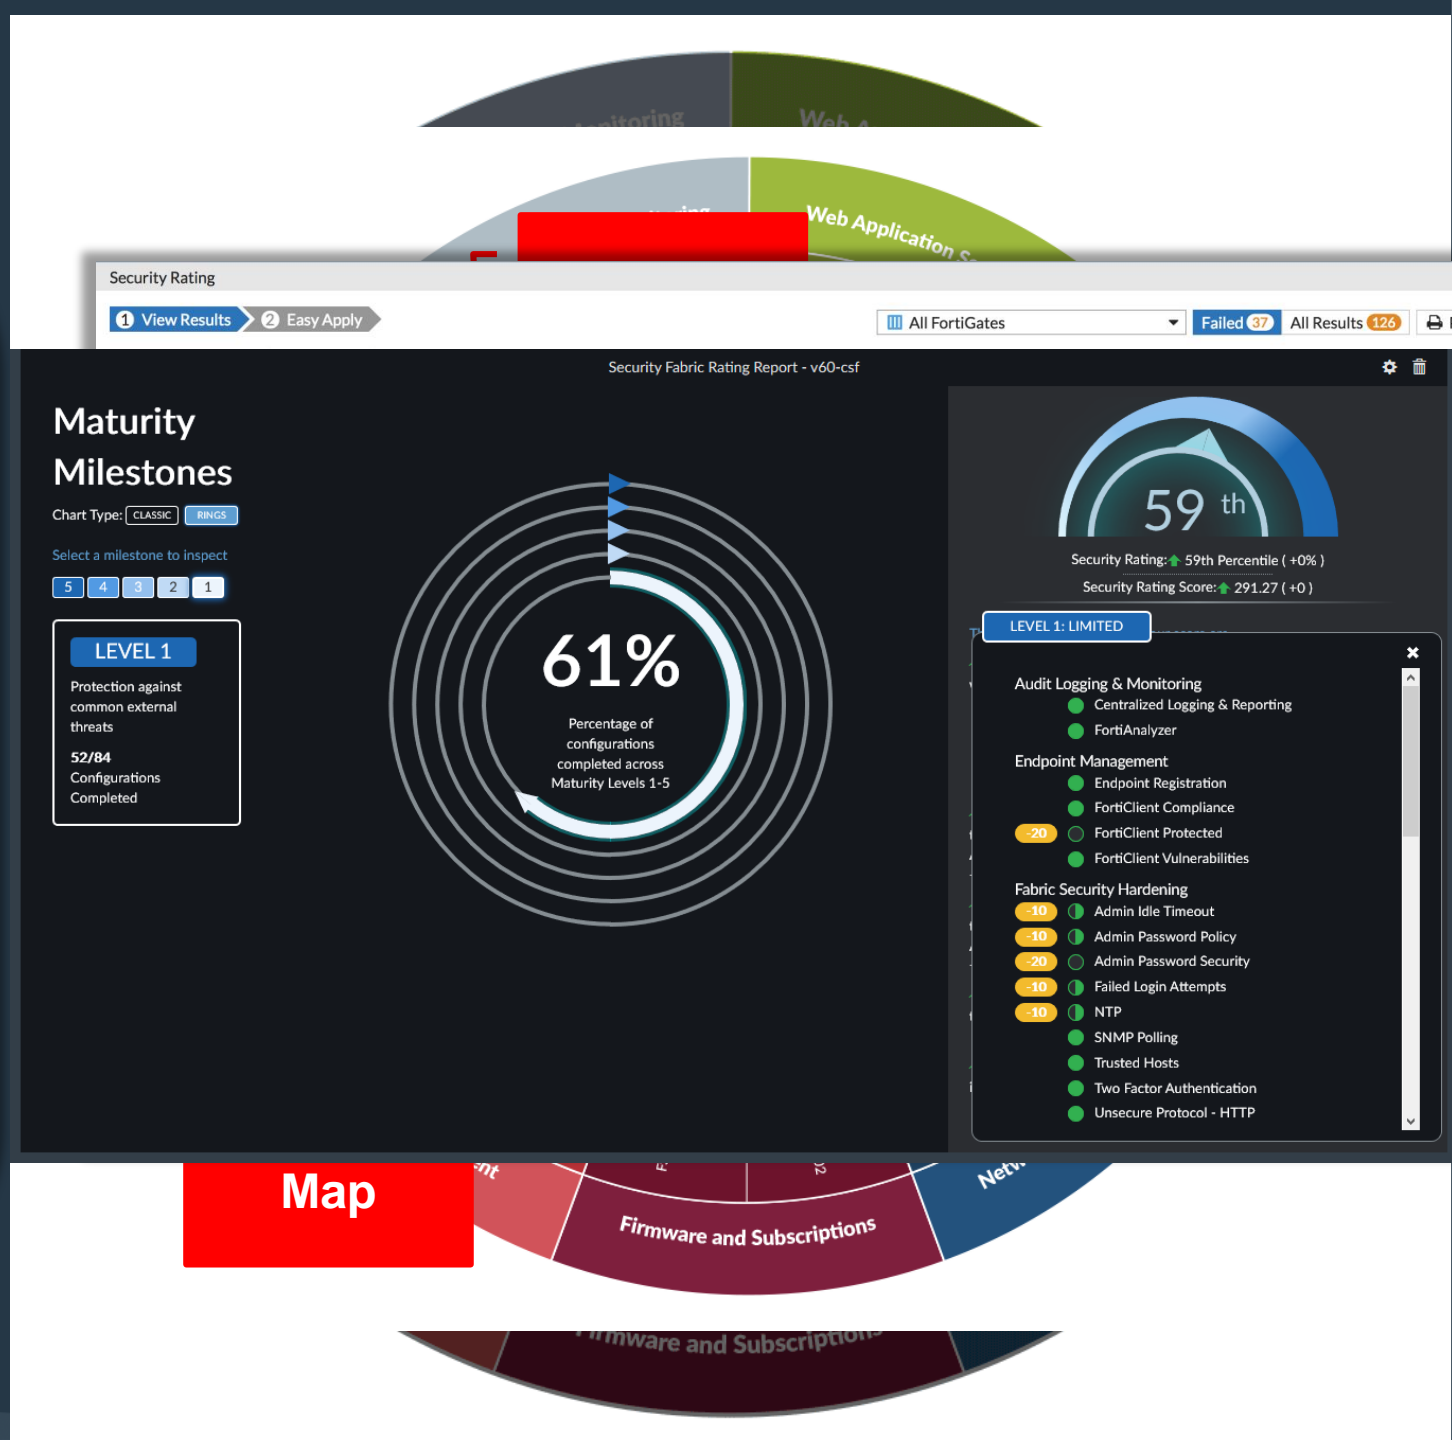 Web Application
Security Rating
1 View Results 2 Easy Apply
All FortiGates
Failed 37 All Results 126
Security Fabric Rating Report - v60-csf
Maturity
Milestones
Chart Type: CLASSIC RINGS
Select a milestone to inspect
5 4 3 2 1
LEVEL 1
Protection against
common external
threats
52/84
Configurations
Completed
61%
Percentage of
configurations
completed across
Maturity Levels 1-5
59 th
Security Rating: 59th Percentile ( +0% )
Security Rating Score: 291.27 ( +0 )
LEVEL 1: LIMITED
Audit Logging & Monitoring
Centralized Logging & Reporting
FortiAnalyzer
Endpoint Management
Endpoint Registration
FortiClient Compliance
-20 FortiClient Protected
FortiClient Vulnerabilities
Fabric Security Hardening
-10 Admin Idle Timeout
-10 Admin Password Policy
-20 Admin Password Security
-10 Failed Login Attempts
-10 NTP
SNMP Polling
Trusted Hosts
Two Factor Authentication
Unsecure Protocol - HTTP
Map
Firmware and Subscriptions
Firmware and Subscriptions